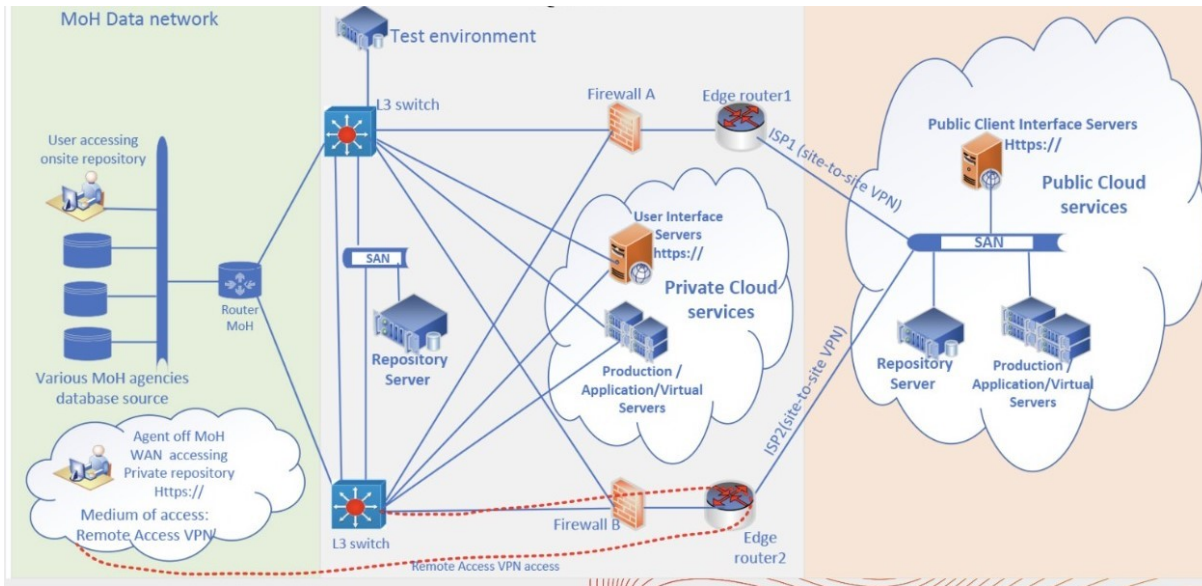 MoH Data network
User accessing
onsite repository
Router
MoH
Various MoH agencies
database source
Agent off MoH
WAN accessing
Private repository
Https://
Medium of access:
Remote Access VPN
Test environment
L3 switch
SAN
Repository
Server
L3 switch
Firewall A
Edge router1
User Interface
Servers
https://
Private Cloud
services
Production /
Application/Virtual
Servers
Firewall B
Edge
router2
Remote Access VPN access
ISP1 (site-to-site VPN)
ISP2(site-to-site VPN)
Public Client Interface Servers
Https://
Public Cloud
services
SAN
Repository
Server
Production /
Application/Virtual
Servers